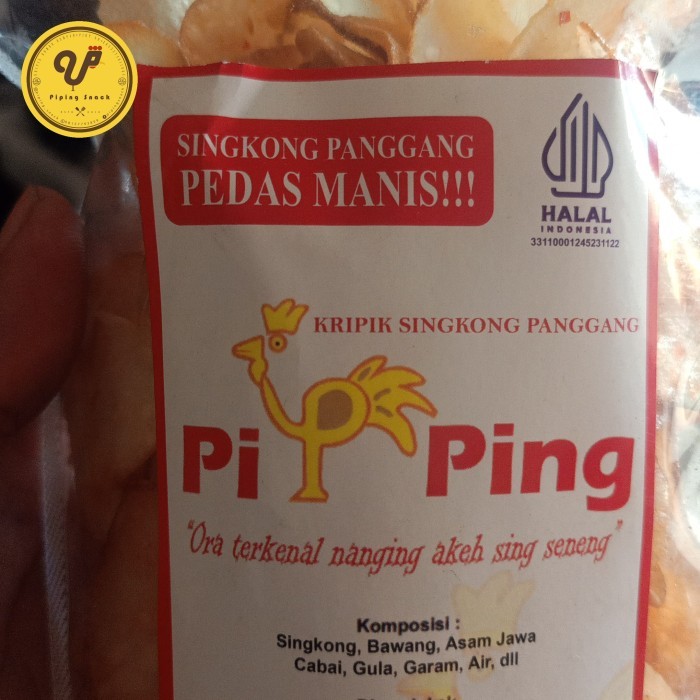 Piping Snack
SINGKONG PANGGANG
PEDAS MANIS!!!
HALAL
INDONESIA
33110001245231122
KRIPIK SINGKONG PANGGANG
Pi Ping
"Ora terkenal nanging akeh sing seneng"
Komposisi :
Singkong, Bawang, Asam Jawa
Cabai, Gula, Garam, Air, dll